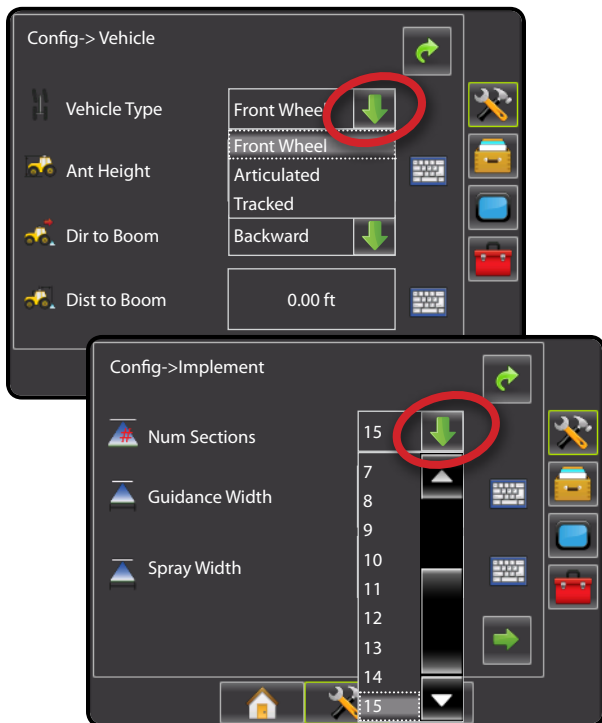 Config-> Vehicle
Vehicle Type
Front Wheel
Front Wheel
Articulated
Tracked
Ant Height
Dir to Boom
Backward
Dist to Boom
0.00 ft
Config->Implement
Num Sections
15
7
8
9
10
11
12
13
14
15
Guidance Width
Spray Width
#